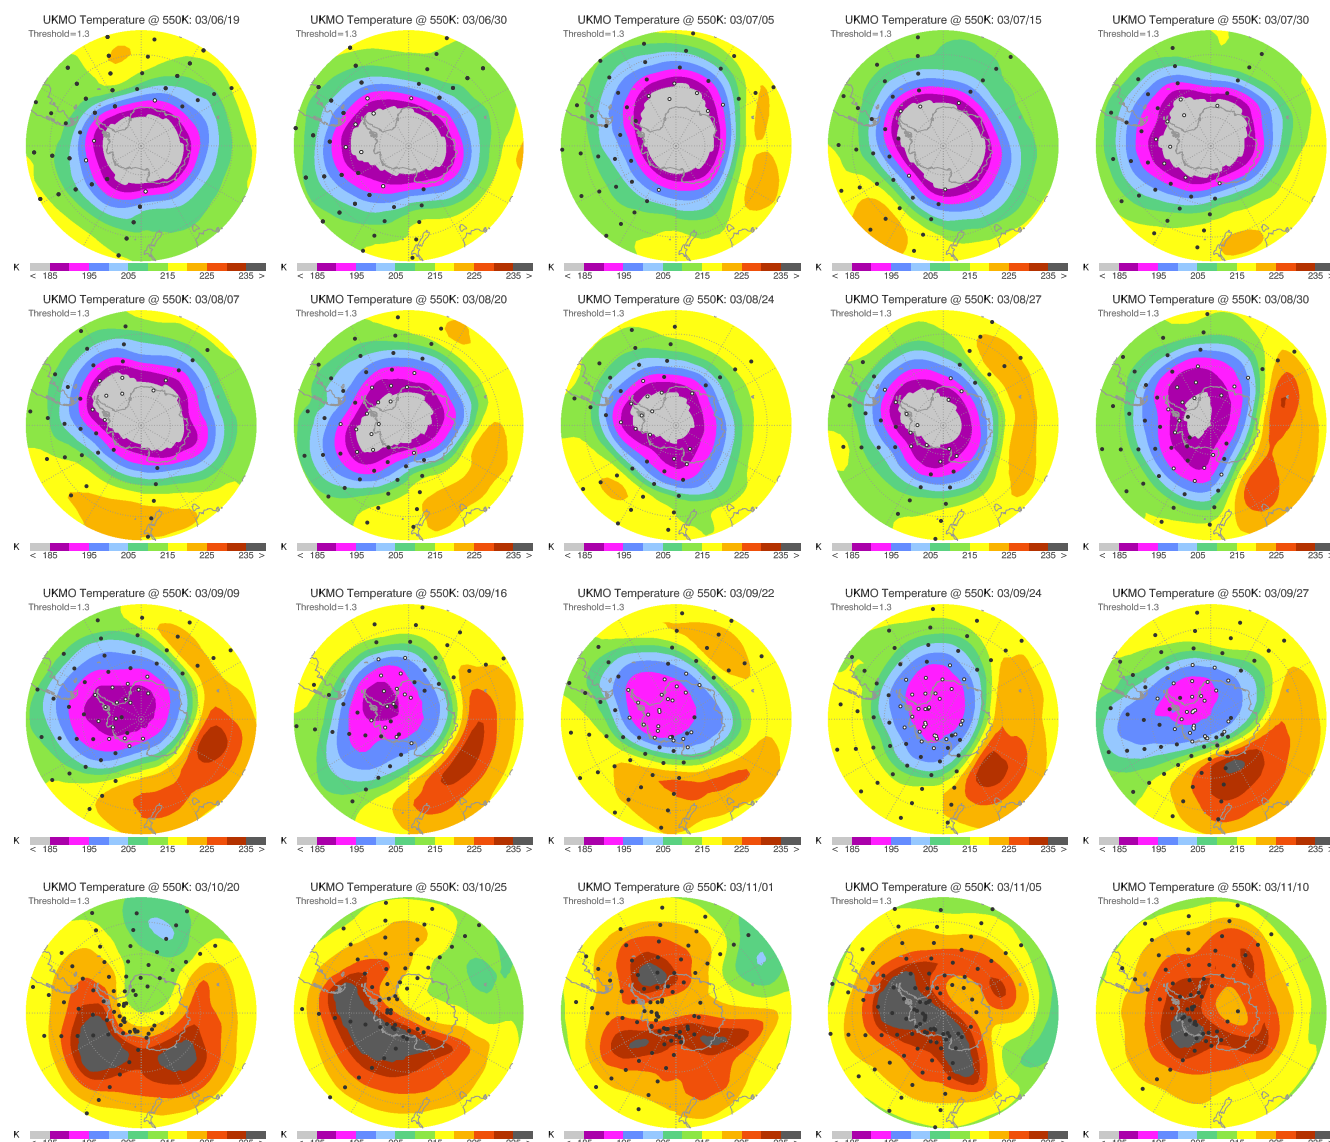 UKMO Temperature @ 550K: 03/06/19 UKMO Temperature @ 550K: 03/06/30 UKMO Temperature @ 550K: 03/07/05 UKMO Temperature @ 550K: 03/07/15 UKMO Temperature @ 550K: 03/07/30
Threshold=1.3 Threshold=1.3 Threshold=1.3 Threshold=1.3 Threshold=1.3
K K K K K
< 185 195 205 215 225 235 > < 185 195 205 215 225 235 > < 185 195 205 215 225 235 > < 185 195 205 215 225 235 > < 185 195 205 215 225 235 >
UKMO Temperature @ 550K: 03/08/07 UKMO Temperature @ 550K: 03/08/20 UKMO Temperature @ 550K: 03/08/24 UKMO Temperature @ 550K: 03/08/27 UKMO Temperature @ 550K: 03/08/30
Threshold=1.3 Threshold=1.3 Threshold=1.3 Threshold=1.3 Threshold=1.3
K K K K K
< 185 195 205 215 225 235 > < 185 195 205 215 225 235 > < 185 195 205 215 225 235 > < 185 195 205 215 225 235 > < 185 195 205 215 225 235 >
UKMO Temperature @ 550K: 03/09/09 UKMO Temperature @ 550K: 03/09/16 UKMO Temperature @ 550K: 03/09/22 UKMO Temperature @ 550K: 03/09/24 UKMO Temperature @ 550K: 03/09/27
Threshold=1.3 Threshold=1.3 Threshold=1.3 Threshold=1.3 Threshold=1.3
K K K K K
< 185 195 205 215 225 235 > < 185 195 205 215 225 235 > < 185 195 205 215 225 235 > < 185 195 205 215 225 235 > < 185 195 205 215 225 235 >
UKMO Temperature @ 550K: 03/10/20 UKMO Temperature @ 550K: 03/10/25 UKMO Temperature @ 550K: 03/11/01 UKMO Temperature @ 550K: 03/11/05 UKMO Temperature @ 550K: 03/11/10
Threshold=1.3 Threshold=1.3 Threshold=1.3 Threshold=1.3 Threshold=1.3
K K K K K